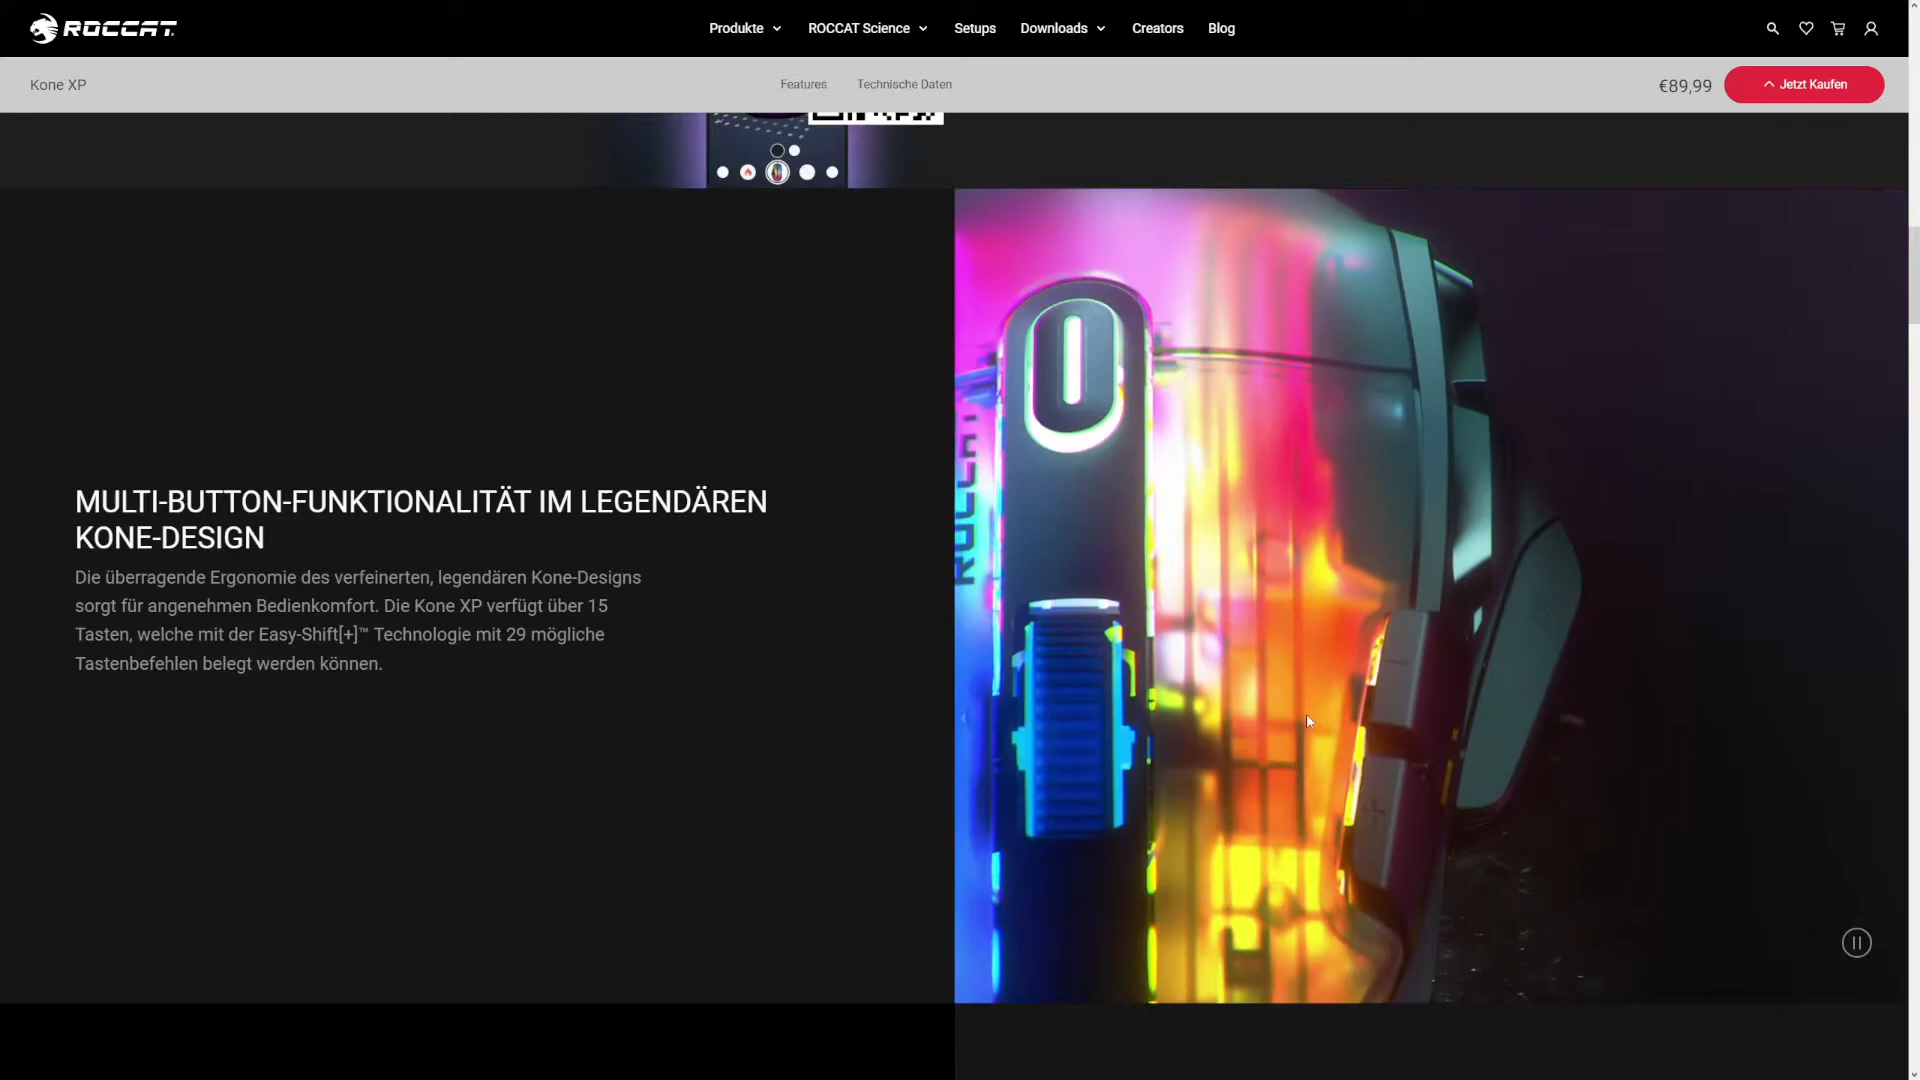 ROCCAT
Produkte
ROCCAT Science
Setups
Downloads
Creators
Blog
Kone XP
Features
Technische Daten
€89,99
Jetzt Kaufen
MULTI-BUTTON-FUNKTIONALITÄT IM LEGENDÄREN
KONE-DESIGN
Die überragende Ergonomie des verfeinerten, legendären Kone-Designs
sorgt für angenehmen Bedienkomfort. Die Kone XP verfügt über 15
Tasten, welche mit der Easy-Shift[+]™ Technologie mit 29 mögliche
Tastenbefehlen belegt werden können.
ROCCAT